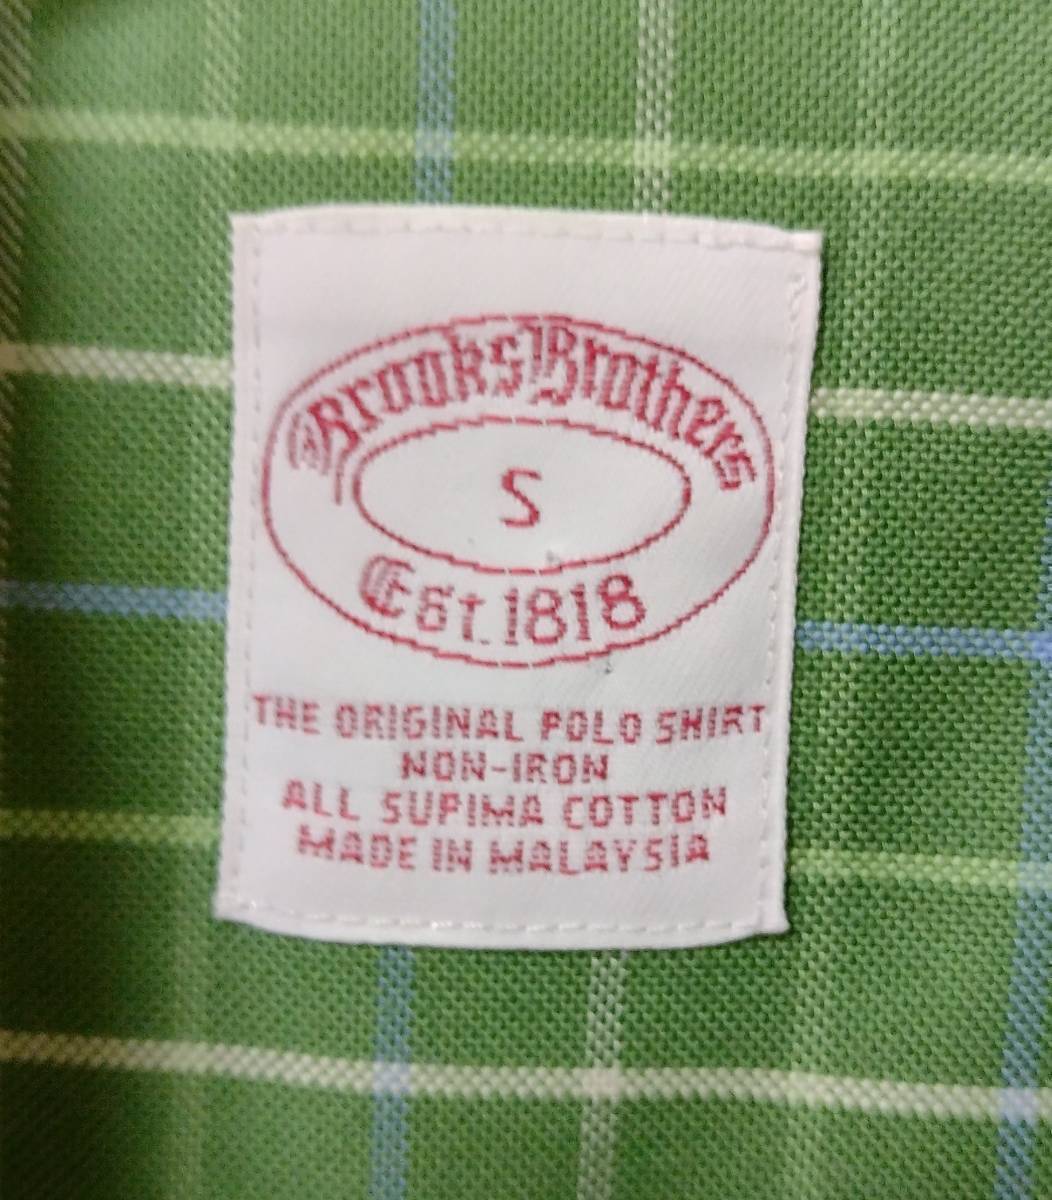 Brooks Brothers
S
Est. 1818
THE ORIGINAL POLO SHIRT
NON-IRON
ALL SUPIMA COTTON
MADE IN MALAYSIA